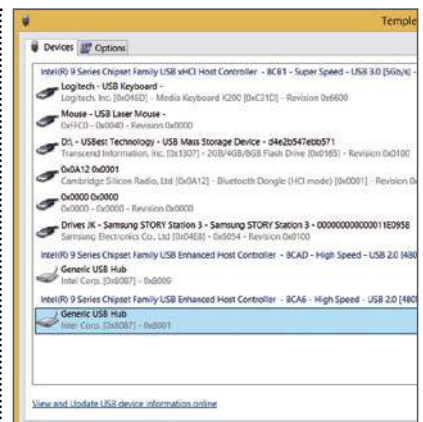 Temple
Devices Options
Intel(R) 9 Series Chipset Family USB xHCI Host Controller - 8CB1 - Super Speed - USB 3.0 [5Gb/s] -
Logitech - USB Keyboard -
Logitech, Inc. [0x046D] - Media Keyboard K200 [0xC31D] - Revision 0x6600
Mouse - USB Laser Mouse -
0xFFC0 - 0x0040 - Revision 0x0000
D:\ - USBest Technology - USB Mass Storage Device - d4e2b547ebb571
Transcend Information, Inc. [0x1307] - 2GB/4GB/8GB Flash Drive [0x0165] - Revision 0x0100
0x0A12 0x0001
Cambridge Silicon Radio, Ltd [0x0A12] - Bluetooth Dongle (HCI mode) [0x0001] - Revision
0x0000 0x0000
0x0000 - 0x0000 - Revision 0x0000
Drives JK - Samsung STORY Station 3 - Samsung STORY Station 3 -
Samsung Electronics Co., Ltd [0x04E8] - 0x6054 - Revision 0x0100
Intel(R) 9 Series Chipset Family USB Enhanced Host Controller - 8CAD - High Speed - USB 2.0 [480
Generic USB Hub
Intel Corp. [0x8087] - 0x8009
Intel(R) 9 Series Chipset Family USB Enhanced Host Controller - 8CA6 - High Speed - USB 2.0 [480
Generic USB Hub
Intel Corp. [0x8087] - 0x8001
View and Update USB device information online